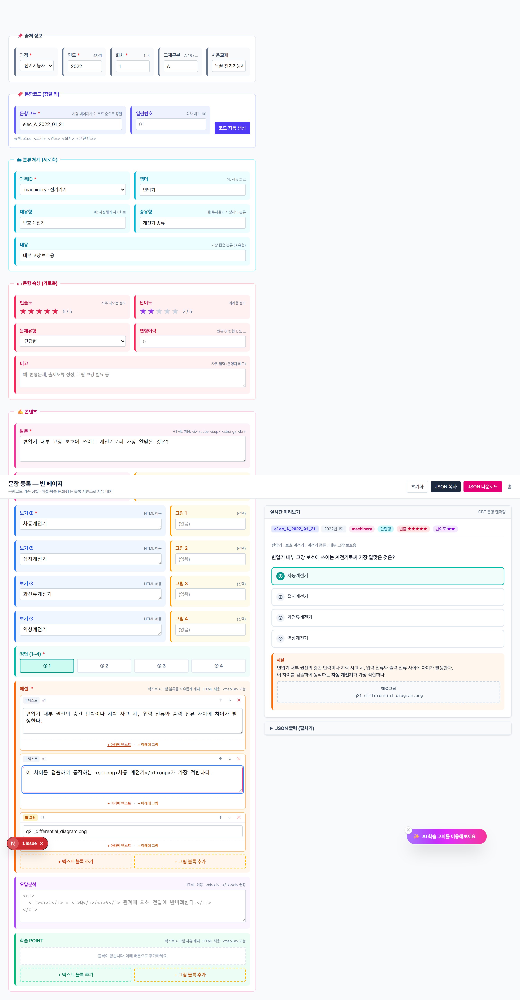 📌 출처 정보
과정 *
전기기능사
연도 * 4자리
2022
회차 * 1~4
1
교재구분 A / B / ...
A
사용교재
독끝 전기기능사
문항코드 (정렬 키)
문항코드 * 시험 페이지가 이 코드 순으로 정렬
elec_A_2022_01_21
일련번호 회차 내 1~60
01
코드 자동 생성
규칙: elec_<교재>_<연도>_<회차>_<일련번호>
분류 체계 (세로축)
과목ID *
machinery · 전기기기
챕터 예: 직류 회로
변압기
대유형 예: 자성체와 자기회로
보호 계전기
중유형 예: 투자율과 자성체의 분류
계전기 종류
내용 가장 좁은 분류 (소유형)
내부 고장 보호용
문항 속성 (가로축)
빈출도 자주 나오는 정도
★★★★★ 5 / 5
난이도 어려움 정도
★★★★★ 2 / 5
문제유형
단답형
변형이력 원본 0, 변형 1, 2, ...
0
비고 자유 입력 (운영자 메모)
예: 변형문제, 출제오류 정정, 그림 보강 필요 등
✍ 콘텐츠
발문 * HTML 허용: <i> <sub> <sup> <strong> <br>
변압기 내부 고장 보호에 쓰이는 계전기로써 가장 알맞은 것은?
문항 등록 — 빈 페이지
문항코드 기준 정렬 · 해설·학습 POINT는 블록 시퀀스로 자유 배치
초기화
JSON 복사
JSON 다운로드
홈
보기 ① * HTML 허용
차동계전기
그림 1 (선택)
(없음)
보기 ② HTML 허용
접지계전기
그림 2 (선택)
(없음)
보기 ③ HTML 허용
과전류계전기
그림 3 (선택)
(없음)
보기 ④ HTML 허용
역상계전기
그림 4 (선택)
(없음)
정답 (1~4) *
① 1
② 2
③ 3
④ 4
해설 * 텍스트 + 그림 블록을 자유롭게 배치 · HTML 허용 · <table> 가능
T 텍스트 #1 ↑ ↓ ✕
변압기 내부 권선의 층간 단락이나 지락 사고 시, 입력 전류와 출력 전류 사이에 차이가 발
생한다.
+ 아래에 텍스트 · + 아래에 그림
T 텍스트 #2 ↑ ↓ ✕
이 차이를 검출하여 동작하는 <strong>차동 계전기</strong>가 가장 적합하다.
+ 아래에 텍스트 · + 아래에 그림
그림 #3 ↑ ↓ ✕
q21_differential_diagram.png
+ 아래에 텍스트 · + 아래에 그림
N 1 Issue ✕
+ 텍스트 블록 추가
+ 그림 블록 추가
오답분석 HTML 허용 · <ol><li>...</li></ol> 권장
<ol>
<li><i>C</i> = <i>Q</i>/<i>V</i> 관계에 의해 전압에 반비례한다.</li>
</ol>
학습 POINT 텍스트 + 그림 자유 배치 · HTML 허용 · <table> 가능
블록이 없습니다. 아래 버튼으로 추가하세요.
+ 텍스트 블록 추가
+ 그림 블록 추가
실시간 미리보기 CBT 문항 렌더링
elec_A_2022_01_21 2022년 1회 machinery 단답형 빈출 ★★★★★ 난이도 ★★
변압기 › 보호 계전기 › 계전기 종류 › 내부 고장 보호용
변압기 내부 고장 보호에 쓰이는 계전기로써 가장 알맞은 것은?
① 차동계전기
② 접지계전기
③ 과전류계전기
④ 역상계전기
해설
변압기 내부 권선의 층간 단락이나 지락 사고 시, 입력 전류와 출력 전류 사이에 차이가 발생한다.
이 차이를 검출하여 동작하는 차동 계전기가 가장 적합하다.
해설그림
q21_differential_diagram.png
▶ JSON 출력 (펼치기)
✕
✨ AI 학습 코치를 이용해보세요